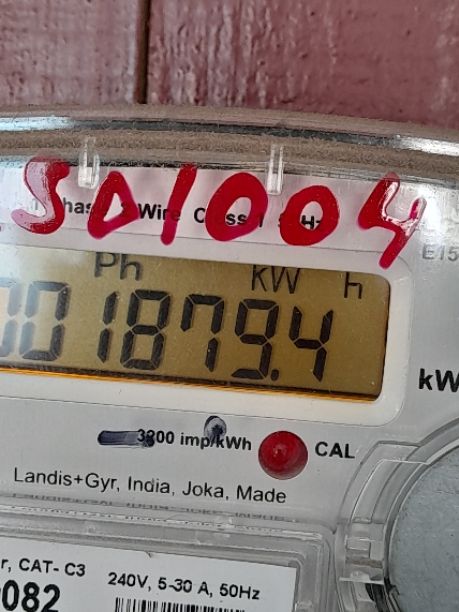 501004
Wire
E15
Ph kW h
001879.4
kW
3200 imp/kWh
CAL
Landis+Gyr, India, Joka, Made
CAT- C3 240V, 5-30 A, 50Hz
082